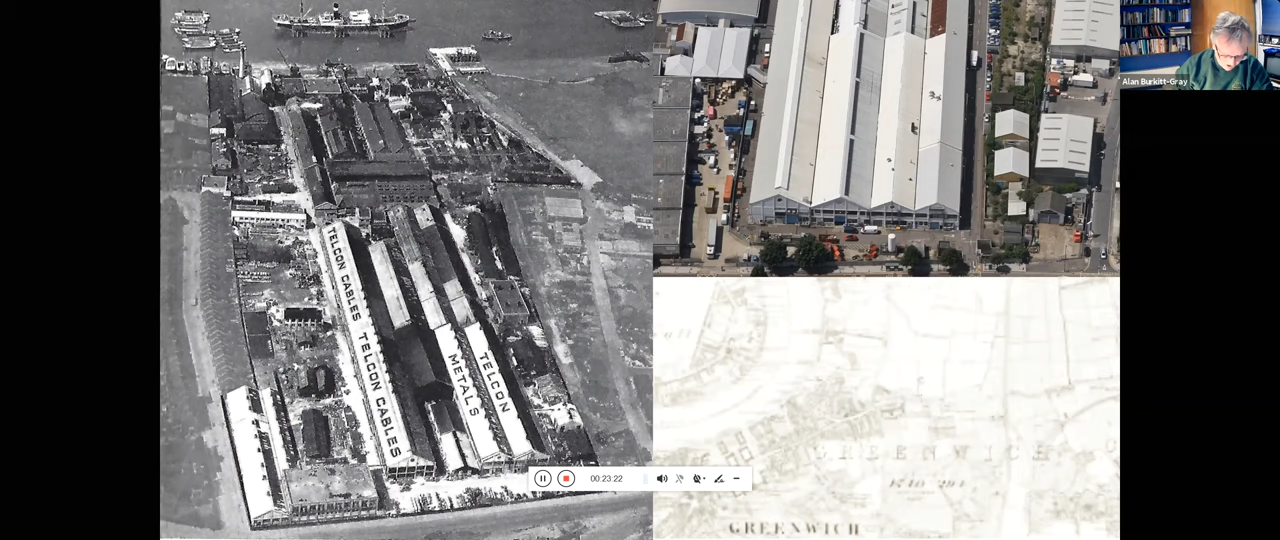 Alan Burkitt-Gray
TELCON CABLES TELCON CABLES
TELCON
METALS
00:23:22
GREENWICH
GREENWICH